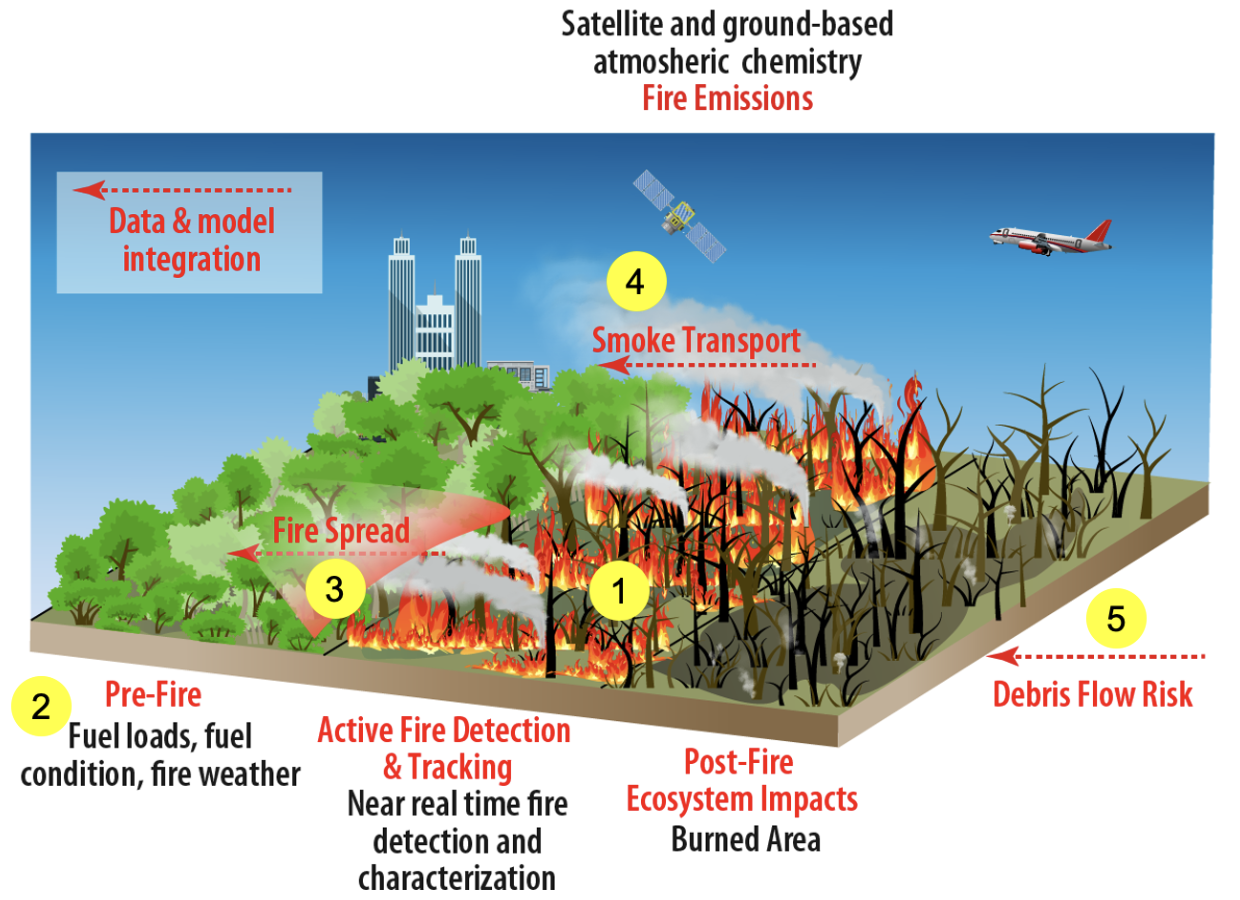 Satellite and ground-based
atmosheric chemistry
Fire Emissions
Data & model
integration
4
Smoke Transport
Fire Spread
3
1
5
Debris Flow Risk
2
Pre-Fire
Fuel loads, fuel
condition, fire weather
Active Fire Detection
& Tracking
Near real time fire
detection and
characterization
Post-Fire
Ecosystem Impacts
Burned Area